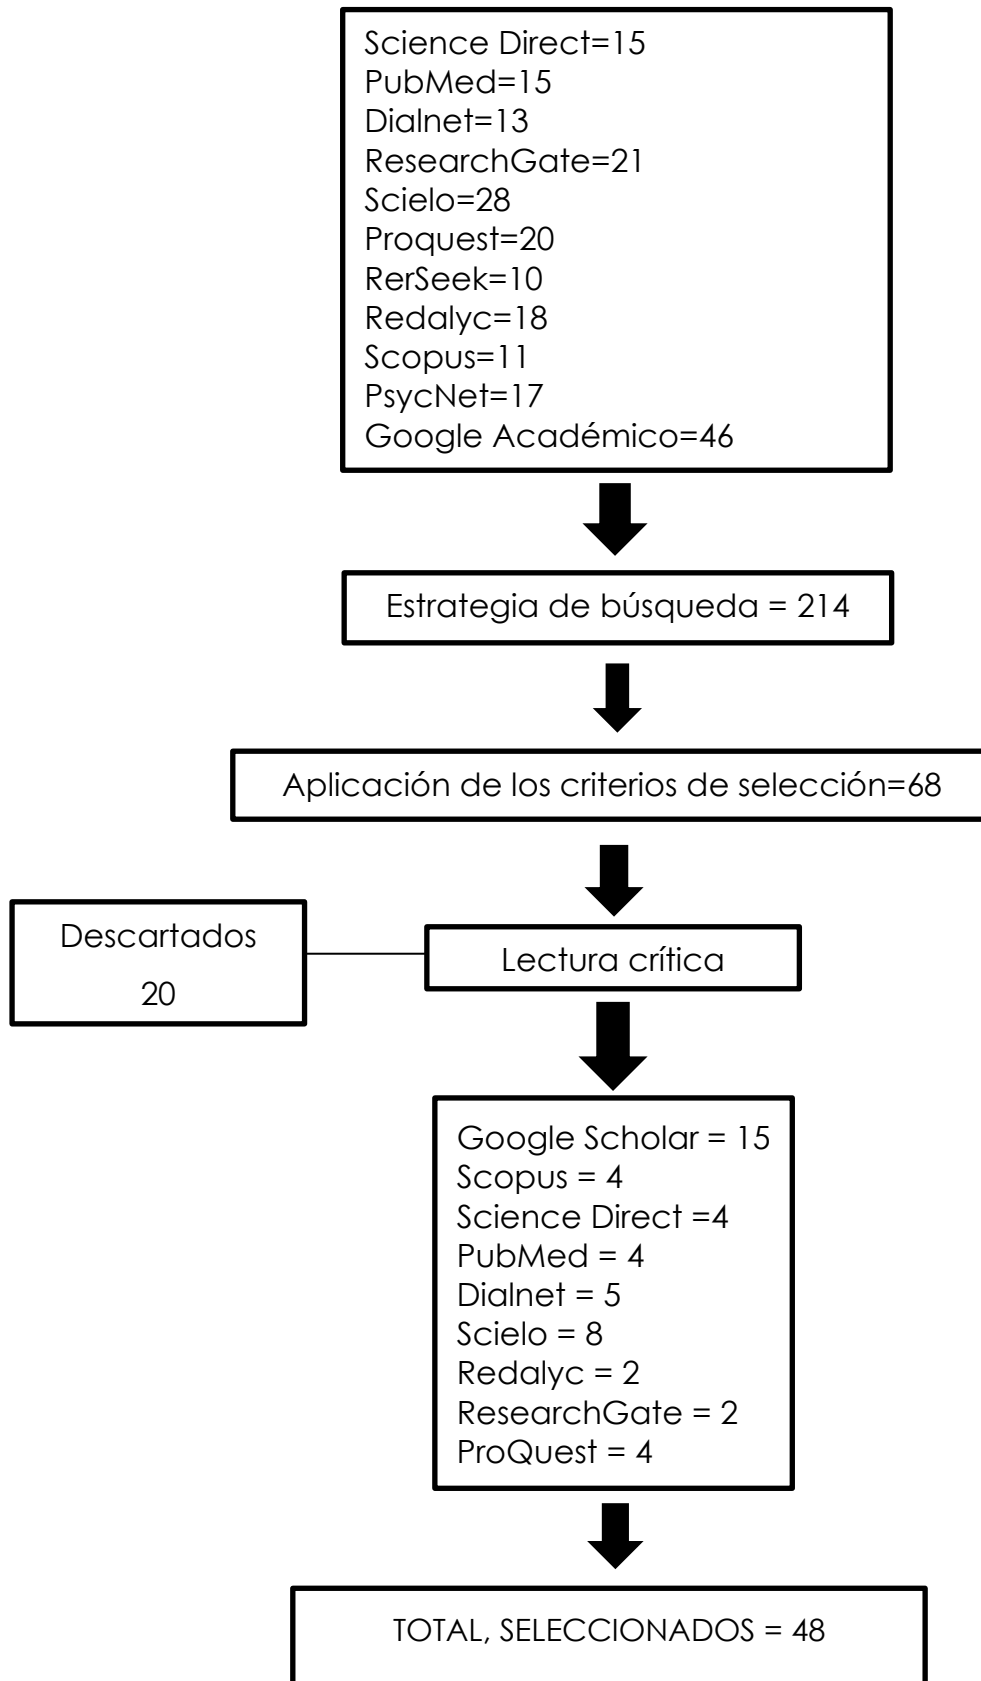 Science Direct=15
PubMed=15
Dialnet=13
ResearchGate=21
Scielo=28
Proquest=20
RerSeek=10
Redalyc=18
Scopus=11
PsycNet=17
Google Académico=46
Estrategia de búsqueda = 214
Aplicación de los criterios de selección=68
Descartados
20
Lectura crítica
Google Scholar = 15
Scopus = 4
Science Direct =4
PubMed = 4
Dialnet = 5
Scielo = 8
Redalyc = 2
ResearchGate = 2
ProQuest = 4
TOTAL, SELECCIONADOS = 48